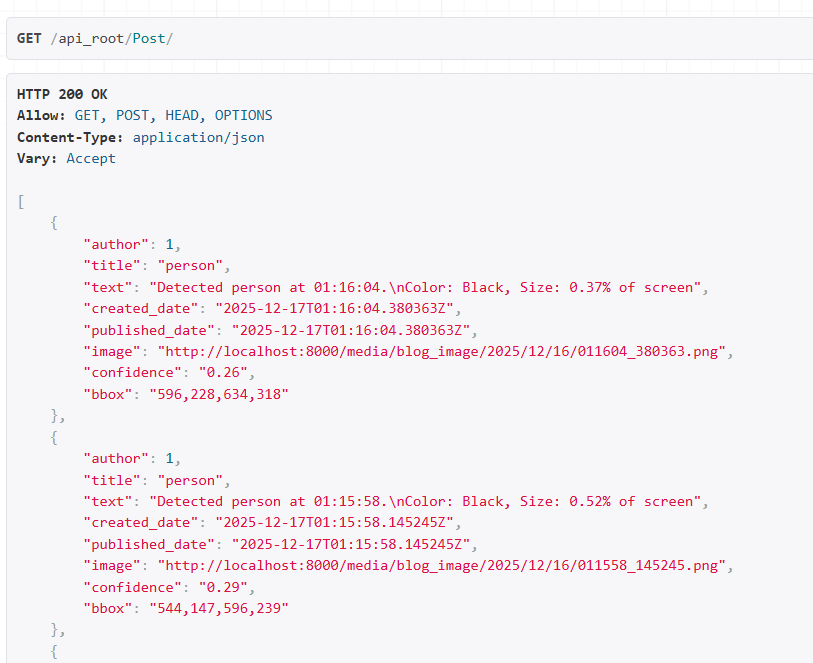 GET /api_root/Post/
HTTP 200 OK
Allow: GET, POST, HEAD, OPTIONS
Content-Type: application/json
Vary: Accept
[
    {
        "author": 1,
        "title": "person",
        "text": "Detected person at 01:16:04.\nColor: Black, Size: 0.37% of screen",
        "created_date": "2025-12-17T01:16:04.380363Z",
        "published_date": "2025-12-17T01:16:04.380363Z",
        "image": "http://localhost:8000/media/blog_image/2025/12/16/011604_380363.png",
        "confidence": "0.26",
        "bbox": "596,228,634,318"
    },
    {
        "author": 1,
        "title": "person",
        "text": "Detected person at 01:15:58.\nColor: Black, Size: 0.52% of screen",
        "created_date": "2025-12-17T01:15:58.145245Z",
        "published_date": "2025-12-17T01:15:58.145245Z",
        "image": "http://localhost:8000/media/blog_image/2025/12/16/011558_145245.png",
        "confidence": "0.29",
        "bbox": "544,147,596,239"
    },
    {